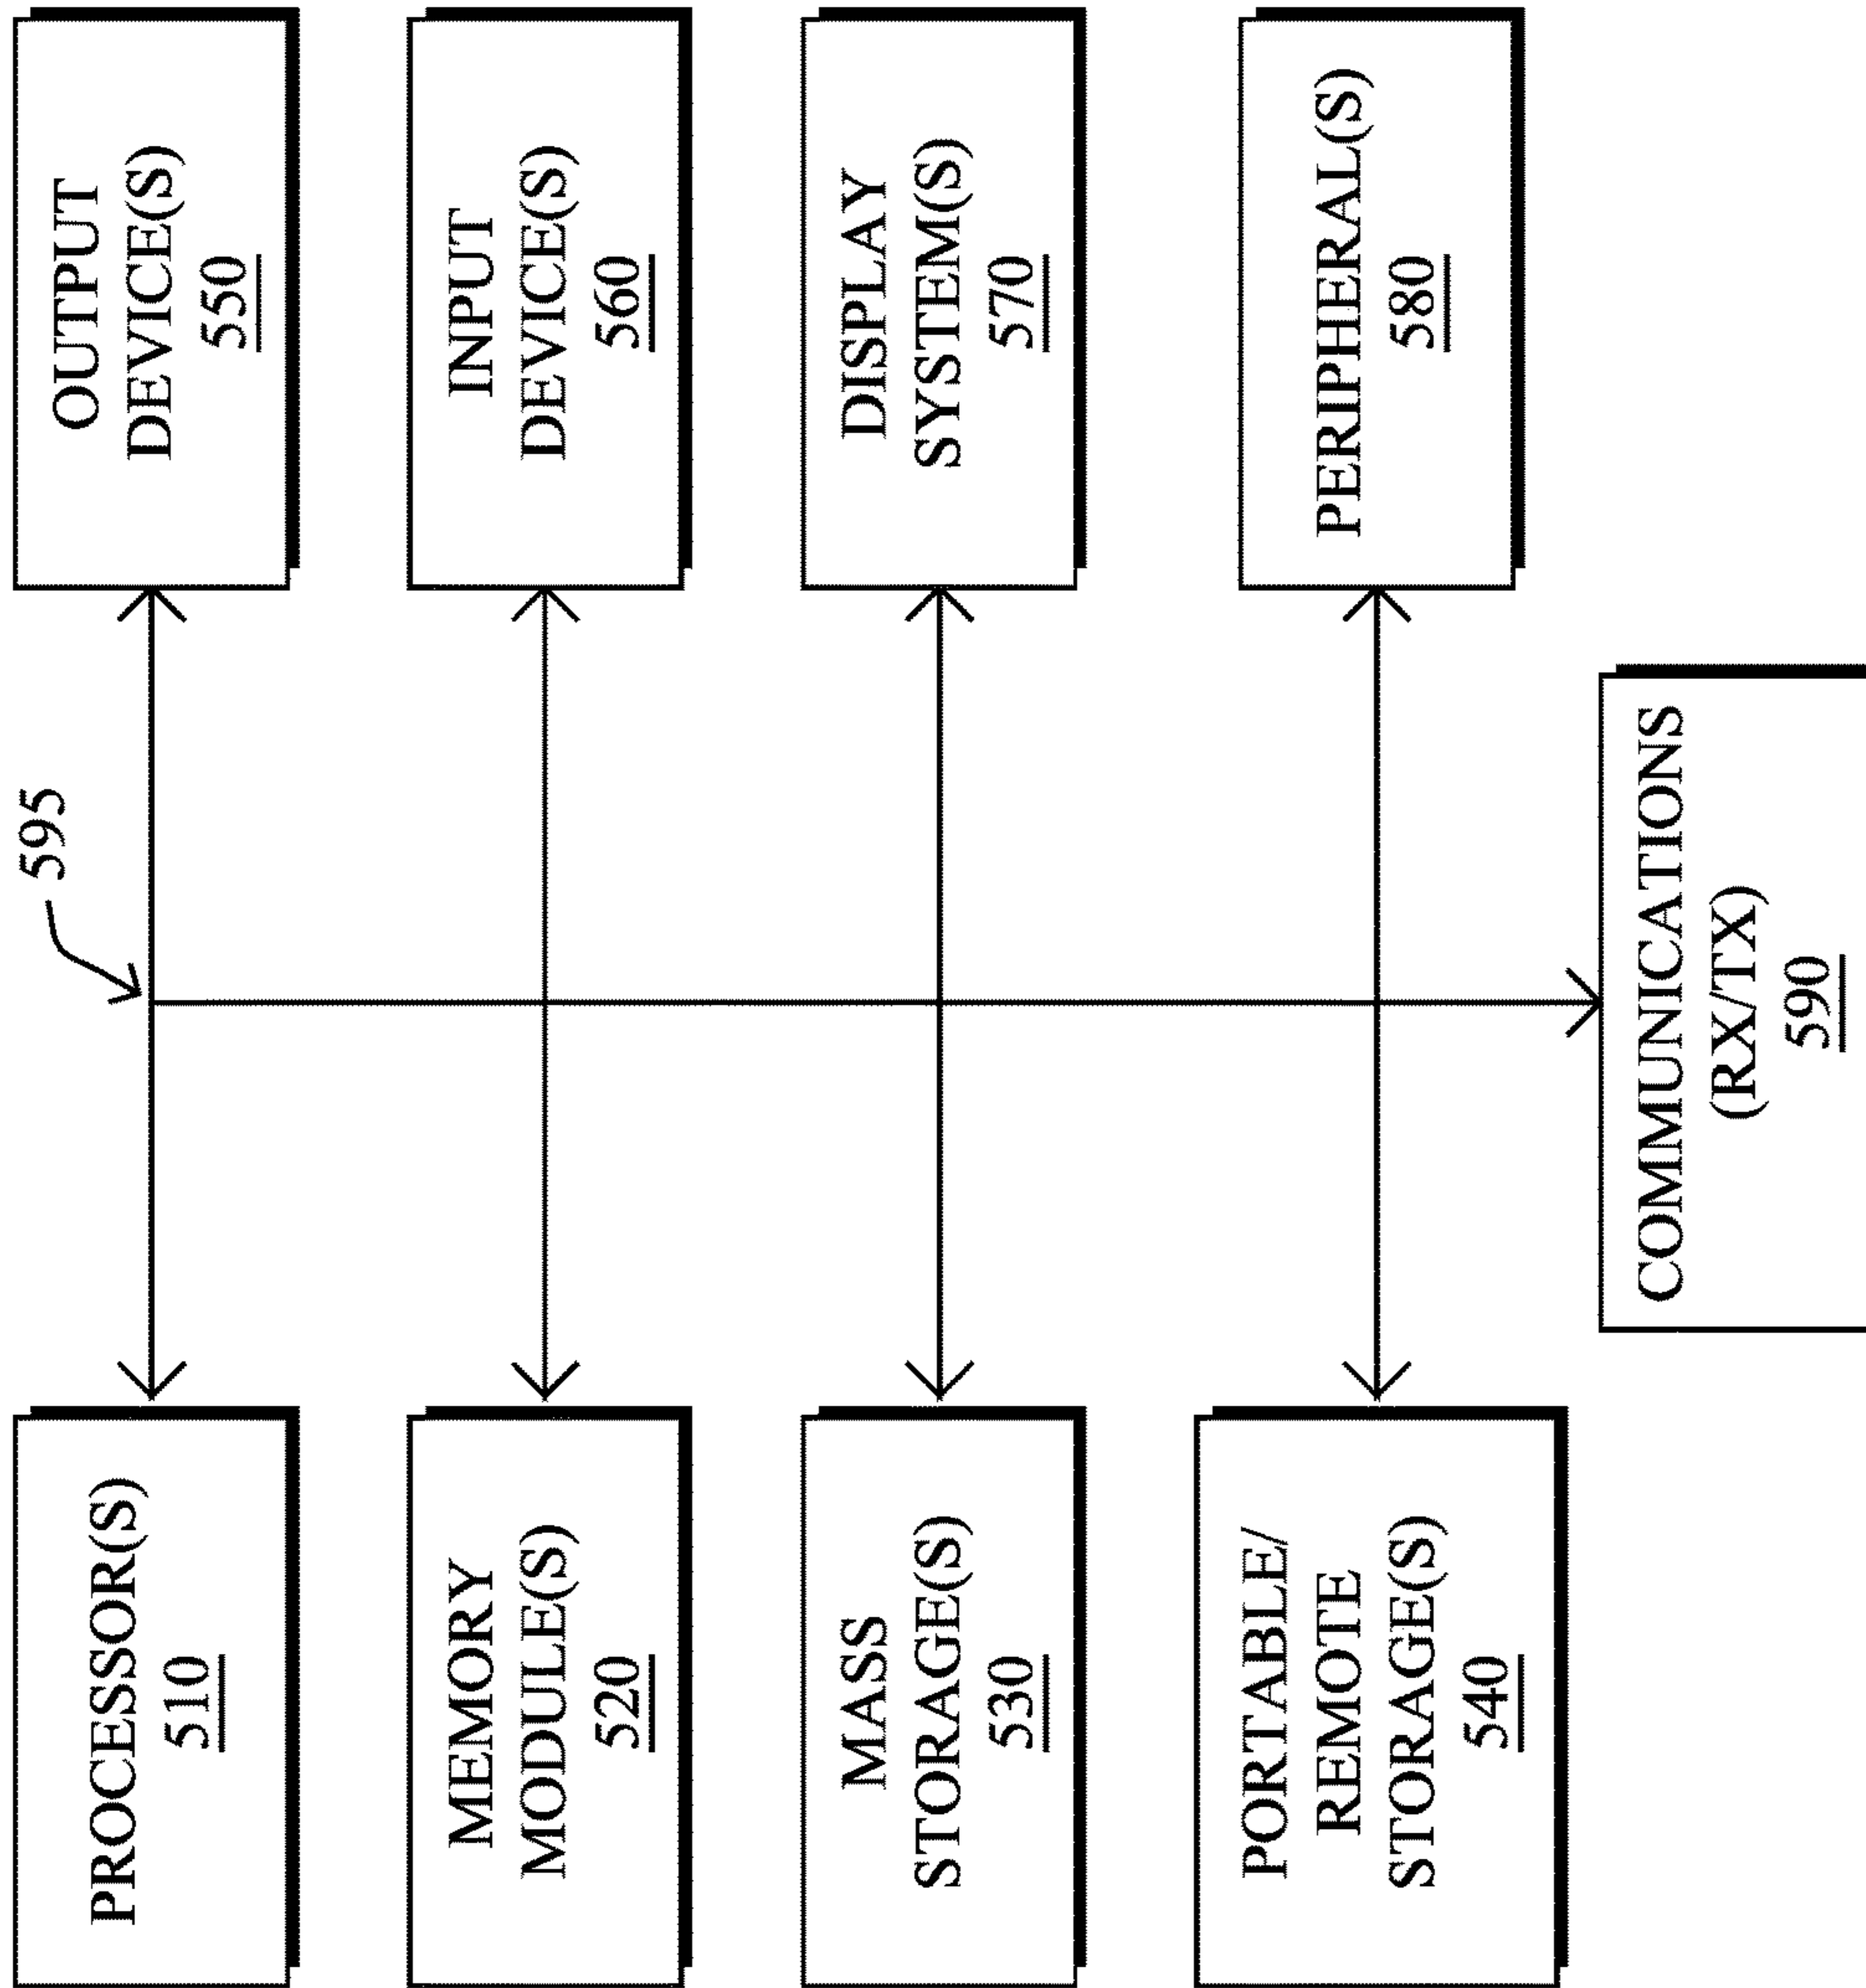 595
PROCESSOR(S)
510
MEMORY
MODULE(S)
520
MASS
STORAGE(S)
530
PORTABLE/
REMOTE
STORAGE(S)
540
OUTPUT
DEVICE(S)
550
INPUT
DEVICE(S)
560
DISPLAY
SYSTEM(S)
570
PERIPHERAL(S)
580
COMMUNICATIONS
(RX/TX)
590